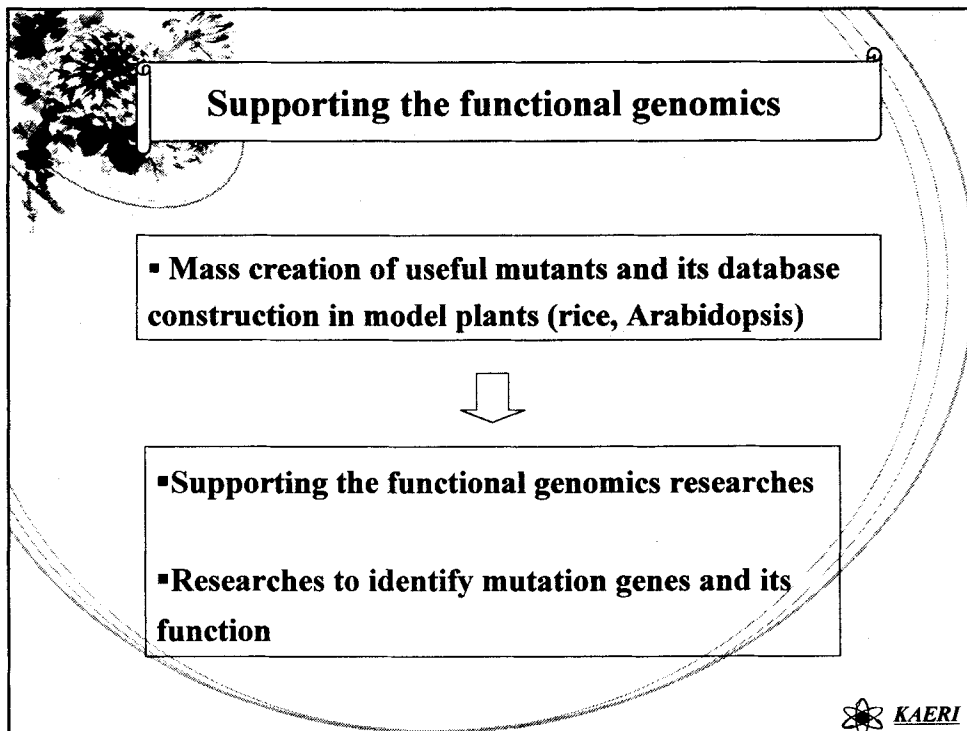 Supporting the functional genomics
▪ Mass creation of useful mutants and its database
construction in model plants (rice, Arabidopsis)
▪Supporting the functional genomics researches
▪Researches to identify mutation genes and its
function
KAERI